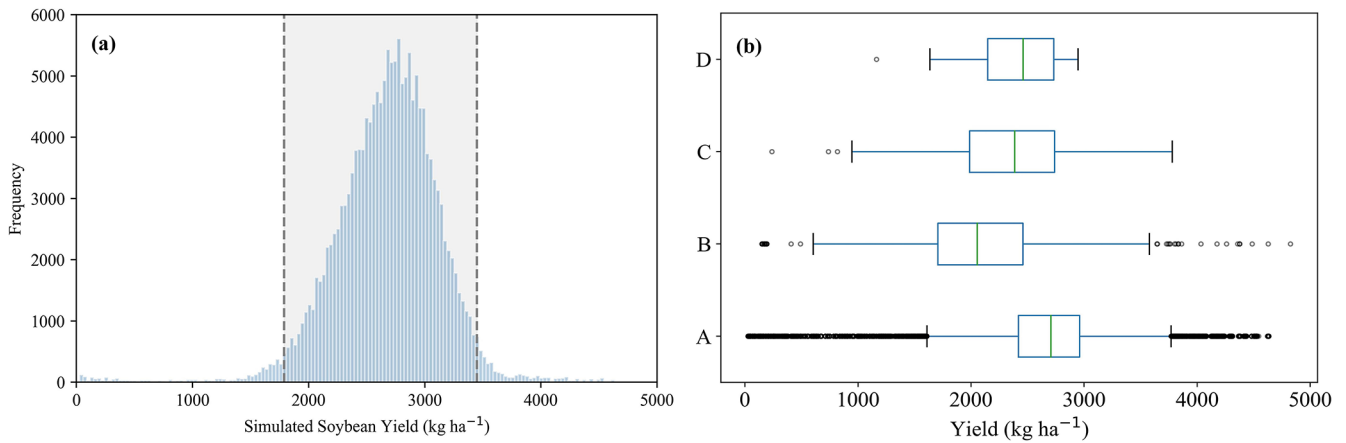 (a)
6000
5000
4000
3000
2000
1000
0
Frequency
0 1000 2000 3000 4000 5000
Simulated Soybean Yield (kg ha⁻¹)
(b)
D
C
B
A
0 1000 2000 3000 4000 5000
Yield (kg ha⁻¹)